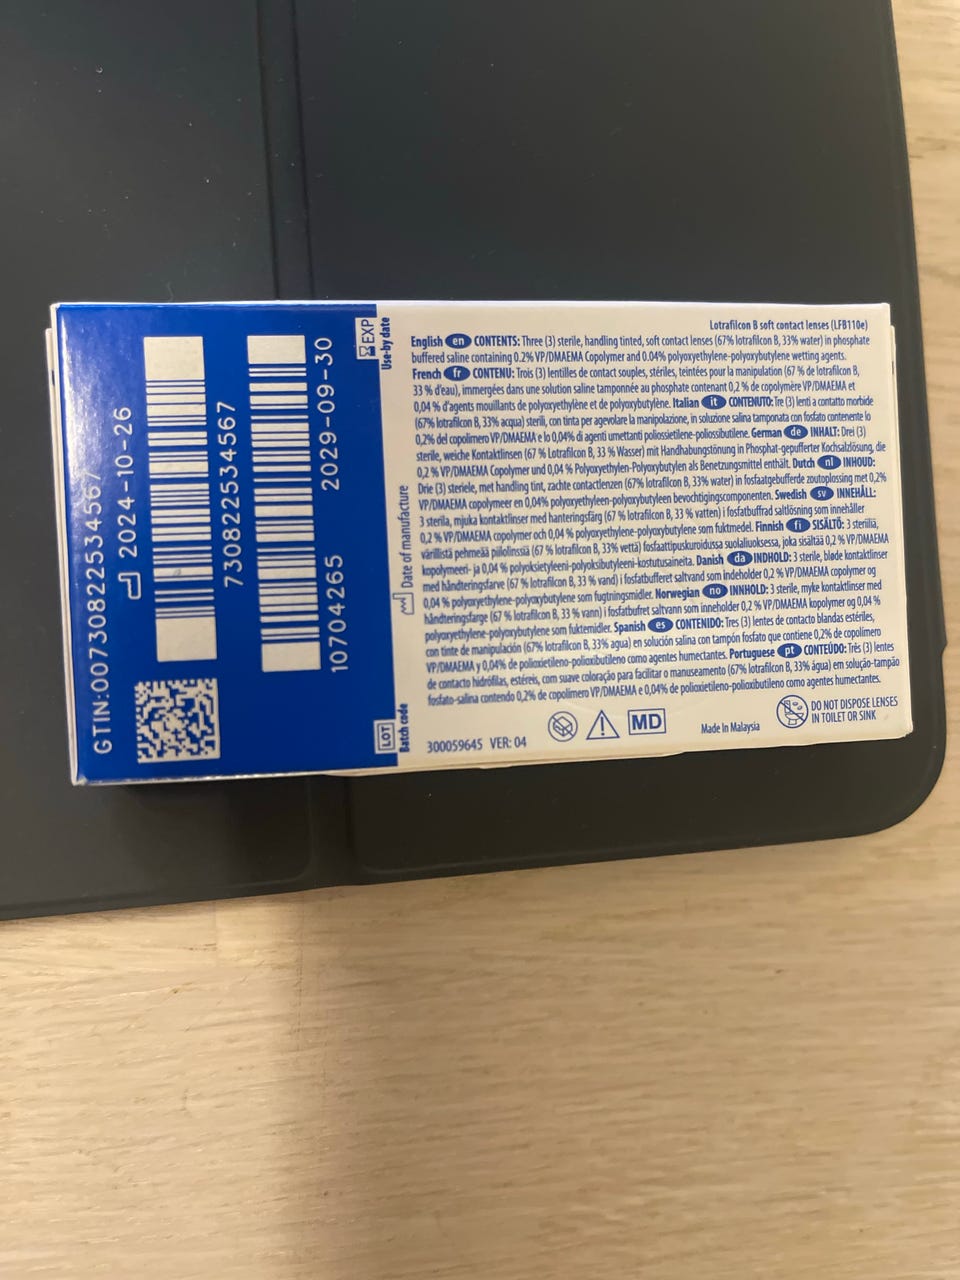 GTIN:00730822534567
2024-10-26
730822534567
10704265 2029-09-30
LOT
Batch code
Date of manufacture
EXP
Use-by date
Lotrafilcon B soft contact lenses (LFB110e)
English en CONTENTS: Three (3) sterile, handling tinted, soft contact lenses (67% lotrafilcon B, 33% water) in phosphate
buffered saline containing 0.2% VP/DMAEMA Copolymer and 0.04% polyoxyethylene-polyoxybutylene wetting agents.
French fr CONTENU: Trois (3) lentilles de contact souples, stériles, teintées pour la manipulation (67 % de lotrafilcon B,
33 % d'eau), immergées dans une solution saline tamponnée au phosphate contenant 0,2 % de copolymère VP/DMAEMA et
0,04 % d'agents mouillants de polyoxyethylène et de polyoxybutylène. Italian it CONTENUTO: Tre (3) lenti a contatto morbide
(67% lotrafilcon B, 33% acqua) sterili, con tinta per agevolare la manipolazione, in soluzione salina tamponata con fosfato contenente lo
0,2% del copolimero VP/DMAEMA e lo 0,04% di agenti umettanti poliossietilene-poliossibutilene. German de INHALT: Drei (3)
sterile, weiche Kontaktlinsen (67 % Lotrafilcon B, 33 % Wasser) mit Handhabungstönung in Phosphat-gepufferter Kochsalzlösung, die
0,2 % VP/DMAEMA Copolymer und 0,04 % Polyoxyethylen-Polyoxybutylen als Benetzungsmittel enthält. Dutch nl INHOUD:
Drie (3) steriele, met handling tint, zachte contactlenzen (67% lotrafilcon B, 33% water) in fosfaatgebufferde zoutoplossing met 0,2%
VP/DMAEMA copolymeer en 0,04% polyoxyethyleen-polyoxybutyleen bevochtigingscomponenten. Swedish sv INNEHÅLL:
3 sterila, mjuka kontaktlinser med hanteringsfärg (67 % lotrafilcon B, 33 % vatten) i fosfatbuffrad saltlösning som innehåller
0,2 % VP/DMAEMA copolymer och 0,04 % polyoxyethylene-polyoxybutylene som fuktmedel. Finnish fi SISÄLTÖ: 3 steriiliä,
värillistä pehmeää piilolinssiä (67 % lotrafilcon B, 33% vettä) fosfaattipuskuroidussa suolaliuoksessa, joka sisältää 0,2 % VP/DMAEMA
kopolymeeri- ja 0,04 % polyoksietyleeni-polyoksibutyleeni-kostutusaineita. Danish da INDHOLD: 3 sterile, bløde kontaktlinser
med håndteringsfarve (67 % lotrafilcon B, 33 % vand) i fosfatbufferet saltvand som indeholder 0,2 % VP/DMAEMA copolymer og
0,04 % polyoxyethylene-polyoxybutylene som fugtningsmidler. Norwegian no INNHOLD: 3 sterile, myke kontaktlinser med
håndteringsfarge (67 % lotrafilcon B, 33 % vann) i fosfatbufret saltvann som inneholder 0,2 % VP/DMAEMA kopolymer og 0,04 %
polyoxyethylene-polyoxybutylene som fuktemidler. Spanish es CONTENIDO: Tres (3) lentes de contacto blandas estériles,
con tinte de manipulación (67% lotrafilcon B, 33% agua) en solución salina con tampón fosfato que contiene 0,2% de copolímero
VP/DMAEMA y 0,04% de polioxietileno-polioxibutileno como agentes humectantes. Portuguese pt CONTEÚDO: Três (3) lentes
de contacto hidrófilas, estéreis, com suave coloração para facilitar o manuseamento (67% lotrafilcon B, 33% água) em solução-tampão
fosfato-salina contendo 0,2% de copolímero VP/DMAEMA e 0,04% de polioxietileno-polioxibutileno como agentes humectantes.
300059645 VER: 04
MD
Made in Malaysia
DO NOT DISPOSE LENSES
IN TOILET OR SINK